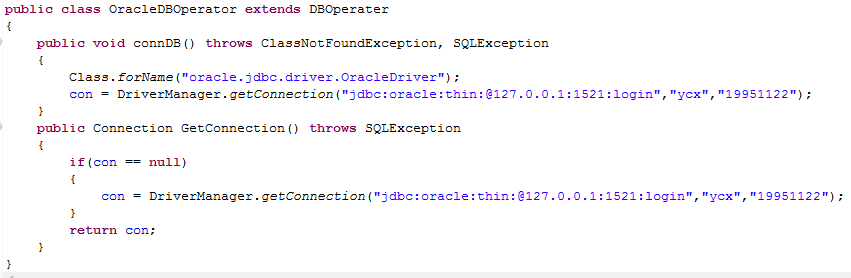 public class OracleDBOperator extends DBOperater
{
public void connDB() throws ClassNotFoundException, SQLException
{
Class.forName("oracle.jdbc.driver.OracleDriver");
con = DriverManager.getConnection("jdbc:oracle:thin:@127.0.0.1:1521:login","ycx","19951122");
}
public Connection GetConnection() throws SQLException
{
if(con == null)
{
con = DriverManager.getConnection("jdbc:oracle:thin:@127.0.0.1:1521:login","ycx","19951122");
}
return con;
}
}